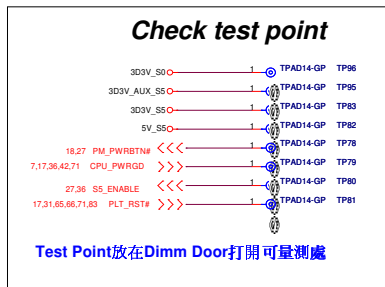 Check test point
3D3V_S0 1 TPAD14-GP TP96
3D3V_AUX_S5 1 TPAD14-GP TP95
3D3V_S5 1 TPAD14-GP TP83
5V_S5 1 TPAD14-GP TP82
18,27 PM_PWRBTN# 1 TPAD14-GP TP78
7,17,36,42,71 CPU_PWRGD 1 TPAD14-GP TP79
27,36 S5_ENABLE 1 TPAD14-GP TP80
17,31,65,66,71,83 PLT_RST# 1 TPAD14-GP TP81
Test Point放在Dimm Door打開可量測處